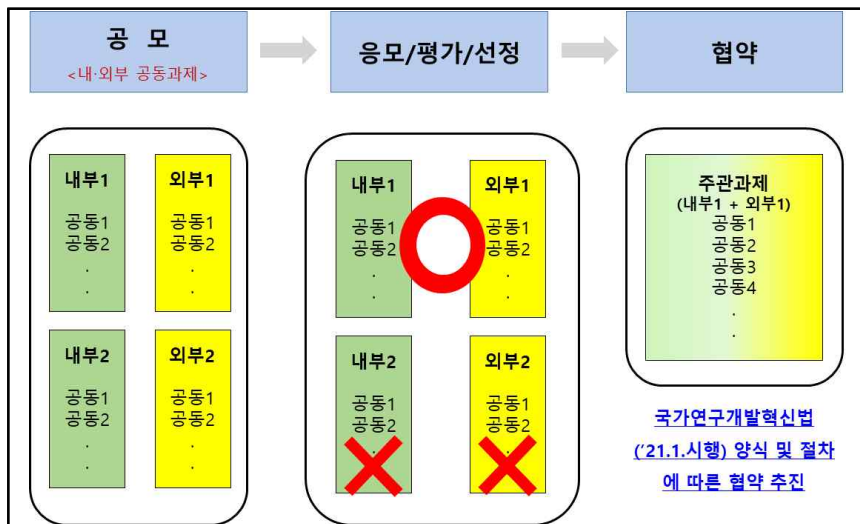 공 모
<내·외부 공동과제>
응모/평가/선정
협약
내부1
공동1
공동2
.
.
외부1
공동1
공동2
.
.
내부2
공동1
공동2
.
.
외부2
공동1
공동2
.
.
내부1
공동1
공동2
.
.
외부1
공동1
공동2
.
.
내부2
공동1
공동2
.
외부2
공동1
공동2
.
주관과제
(내부1 + 외부1)
공동1
공동2
공동3
공동4
.
.
국가연구개발혁신법
('21.1.시행) 양식 및 절차
에 따른 협약 추진